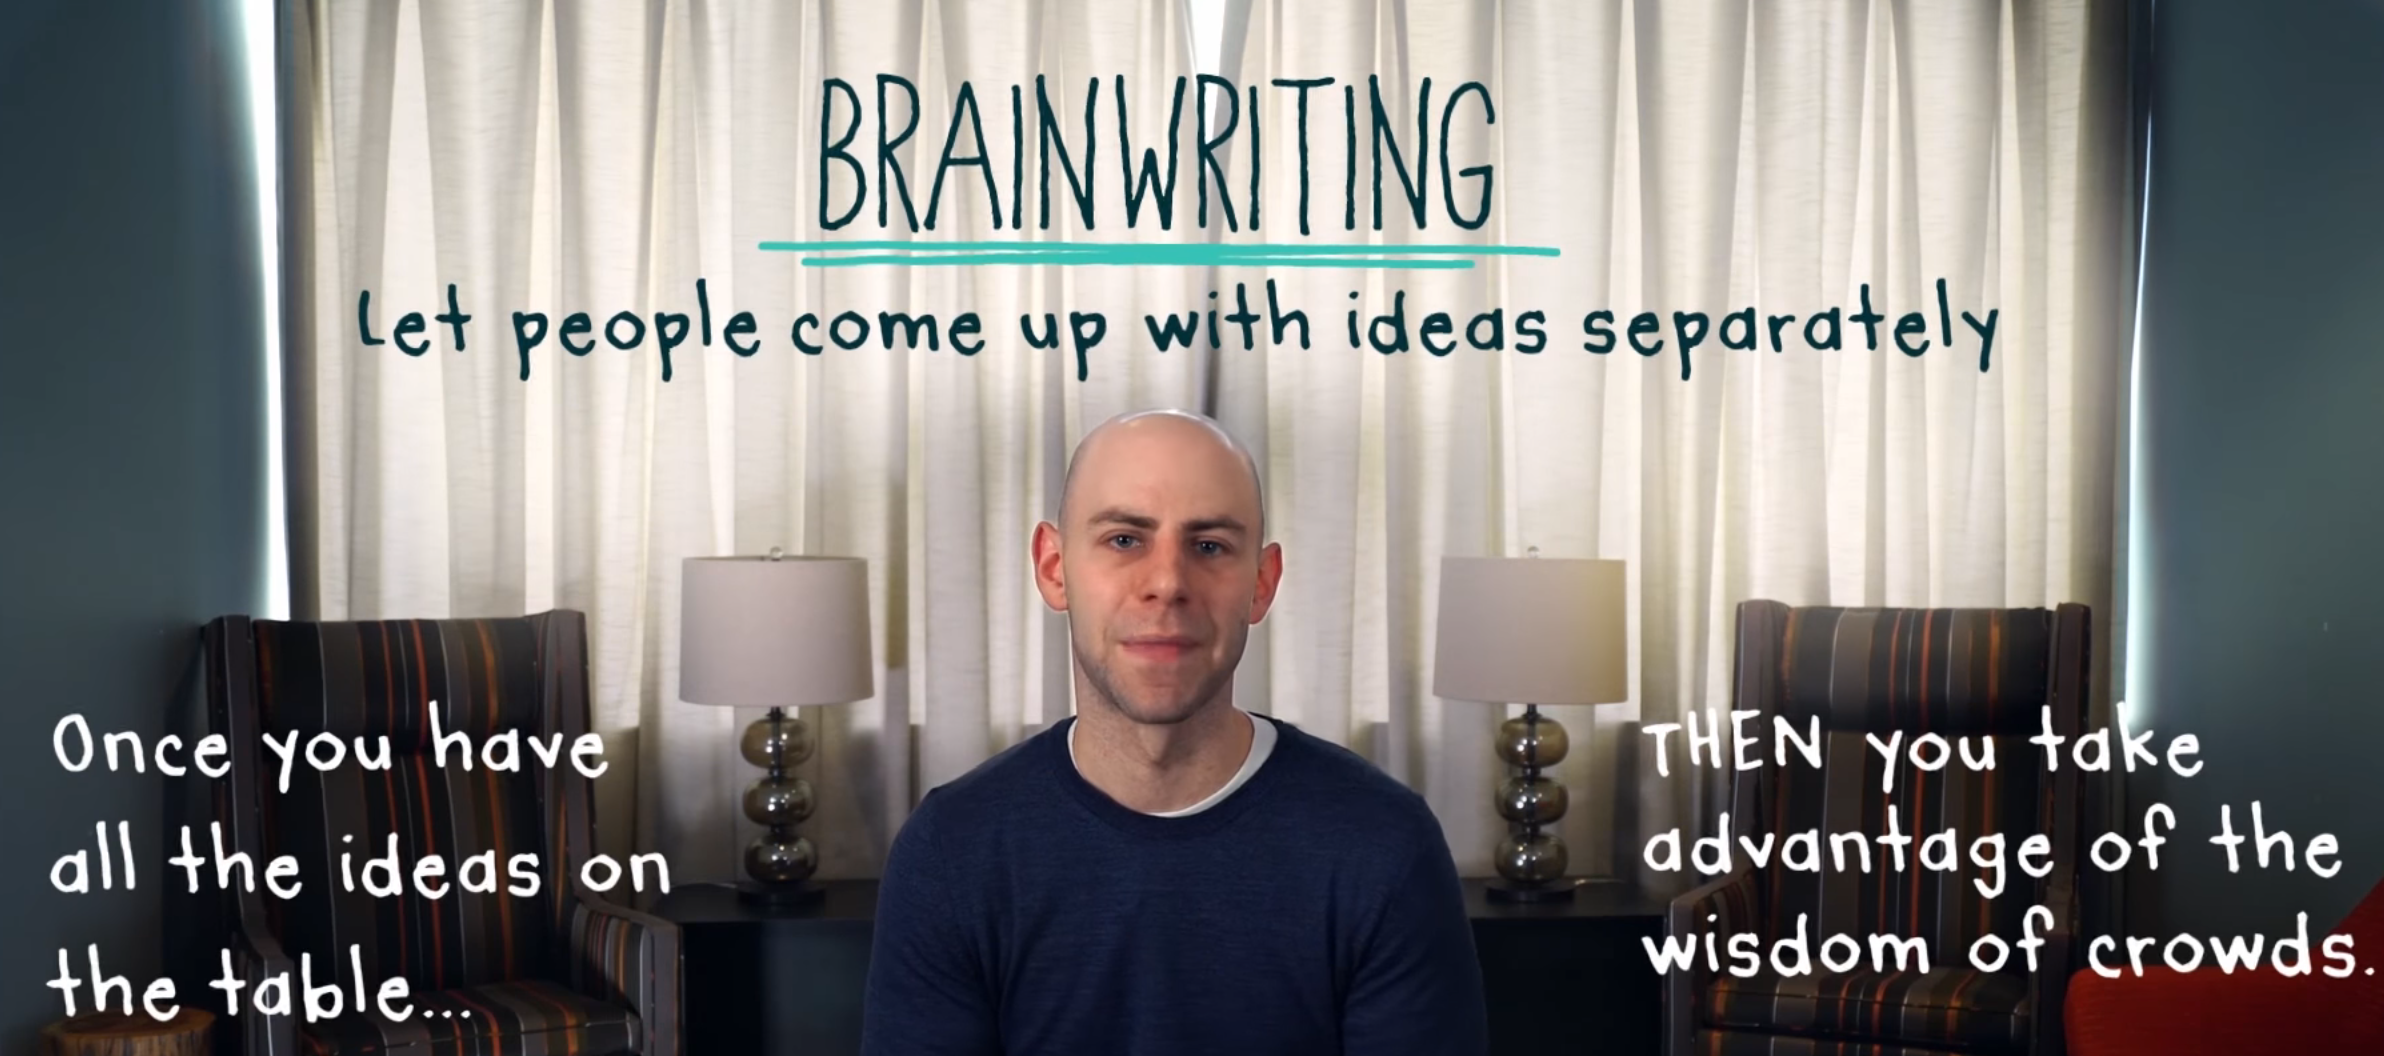 BRAINWRITING
Let people come up with ideas separately
Once you have
all the ideas on
the table...
THEN you take
advantage of the
wisdom of crowds.